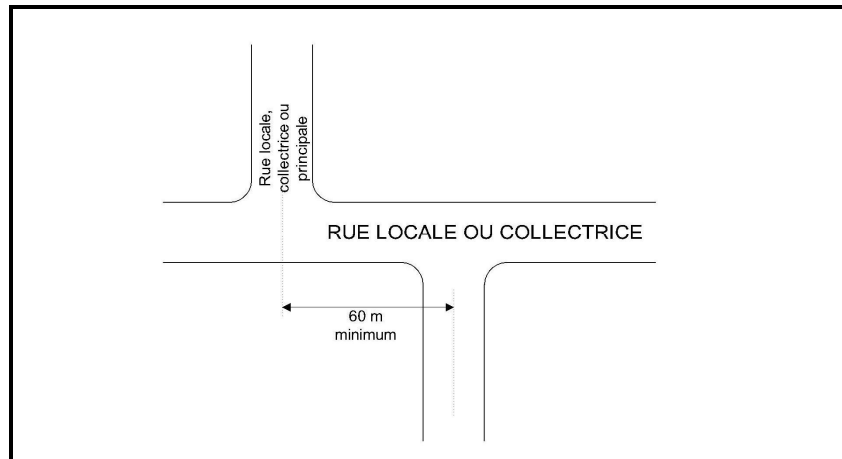 Rue locale,
collectrice ou
principale
RUE LOCALE OU COLLECTRICE
60 m
minimum